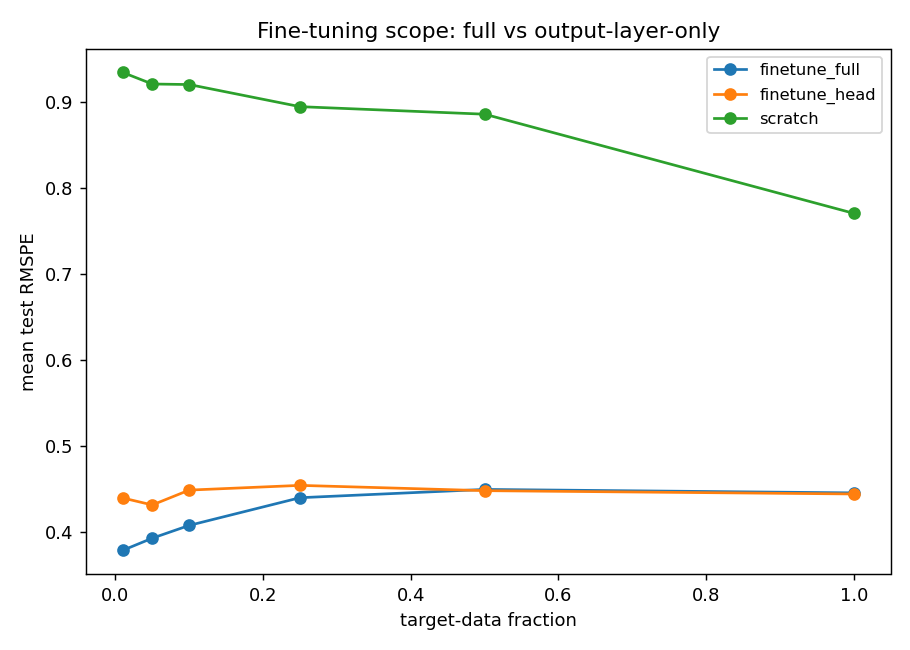 Fine-tuning scope: full vs output-layer-only
finetune_full
finetune_head
scratch
0.9
0.8
0.7
0.6
0.5
0.4
mean test RMSPE
0.0
0.2
0.4
0.6
0.8
1.0
target-data fraction